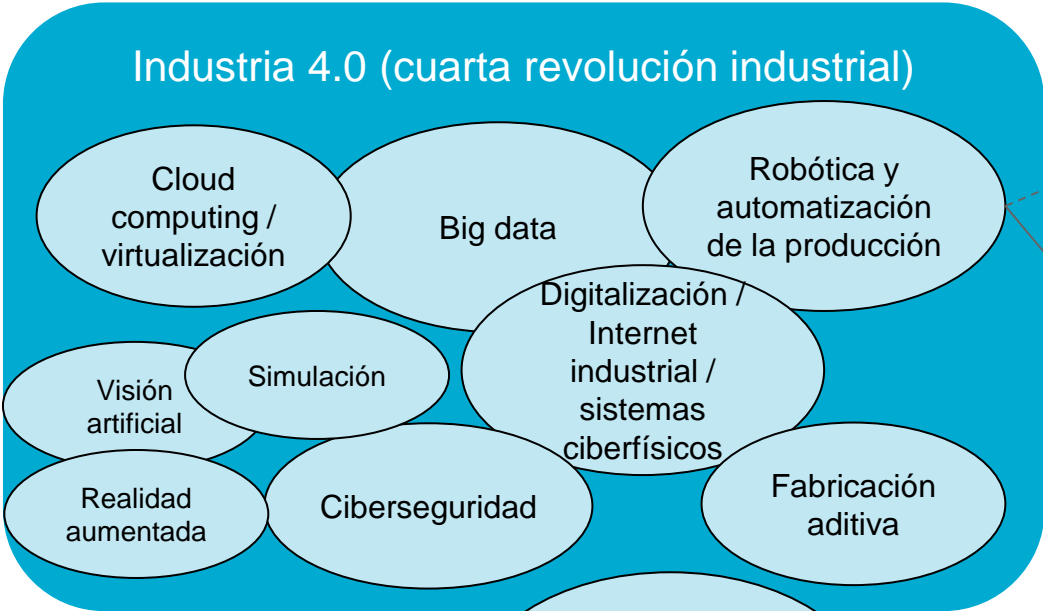 Industria 4.0 (cuarta revolución industrial)
Cloud
computing /
virtualización
Big data
Robótica y
automatización
de la producción
Digitalización /
Internet
industrial /
sistemas
ciberfísicos
Simulación
Visión
artificial
Realidad
aumentada
Ciberseguridad
Fabricación
aditiva